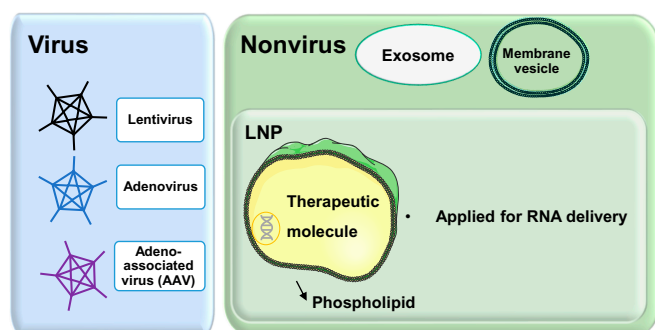 Virus
Lentivirus
Adenovirus
Adeno-
associated
virus (AAV)
Nonvirus
Exosome
Membrane
vesicle
LNP
Therapeutic
molecule
• Applied for RNA delivery
Phospholipid